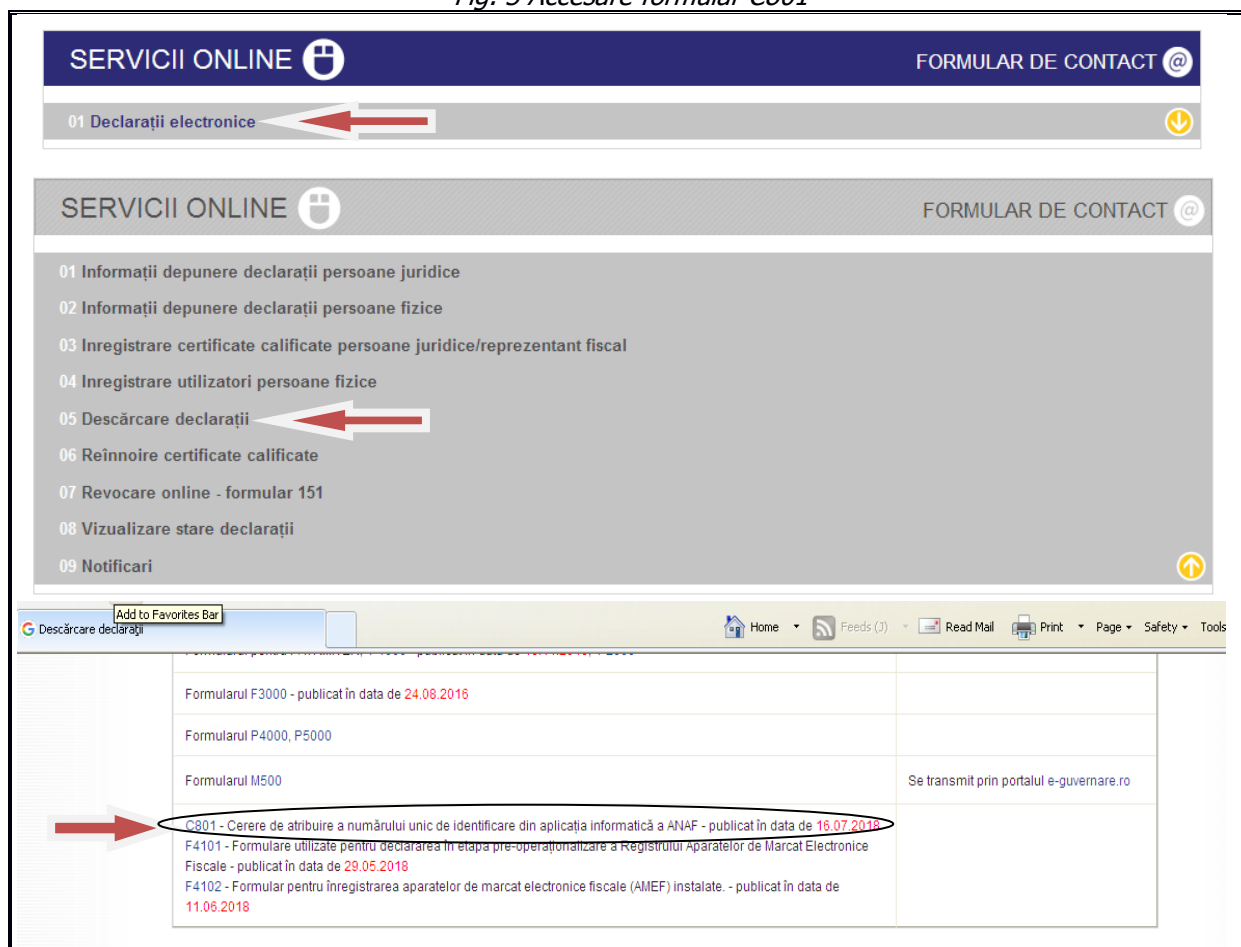 Fig. 3 Accesare formular C801
SERVICII ONLINE
FORMULAR DE CONTACT @
01 Declarații electronice
SERVICII ONLINE
FORMULAR DE CONTACT @
01 Informații depunere declarații persoane juridice
02 Informații depunere declarații persoane fizice
03 Inregistrare certificate calificate persoane juridice/reprezentant fiscal
04 Inregistrare utilizatori persoane fizice
05 Descărcare declarații
06 Reînnoire certificate calificate
07 Revocare online - formular 151
08 Vizualizare stare declarații
09 Notificari
Add to Favorites Bar
Descărcare declarații
Home Feeds (J) Read Mail Print Page Safety Tools
Formularul F3000 - publicat în data de 24.08.2016
Formularul P4000, P5000
Formularul M500
Se transmit prin portalul e-guvernare.ro
C801 - Cerere de atribuire a numărului unic de identificare din aplicația informatică a ANAF - publicat în data de 16.07.2018
F4101 - Formulare utilizate pentru declararea în etapa pre-operaționalizare a Registrului Aparatelor de Marcat Electronice
Fiscale - publicat în data de 29.05.2018
F4102 - Formular pentru înregistrarea aparatelor de marcat electronice fiscale (AMEF) instalate. - publicat în data de
11.06.2018